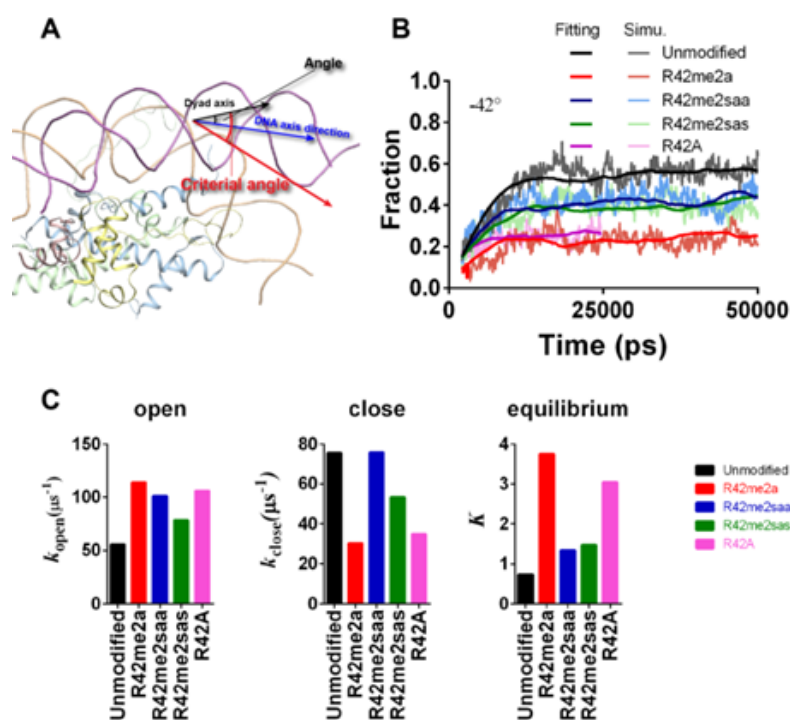 A
Angle
Dyad axis
DNA axis direction
Criterial angle
B
Fitting Simu.
Unmodified
R42me2a
R42me2saa
R42me2sas
R42A
-42°
Fraction
1.0
0.8
0.6
0.4
0.2
0.0
0 25000 50000
Time (ps)
C
open
k_open(μs⁻¹)
150
100
50
0
Unmodified
R42me2a
R42me2saa
R42me2sas
R42A
close
k_close(μs⁻¹)
80
60
40
20
0
Unmodified
R42me2a
R42me2saa
R42me2sas
R42A
equilibrium
K
4
3
2
1
0
Unmodified
R42me2a
R42me2saa
R42me2sas
R42A
Unmodified
R42me2a
R42me2saa
R42me2sas
R42A